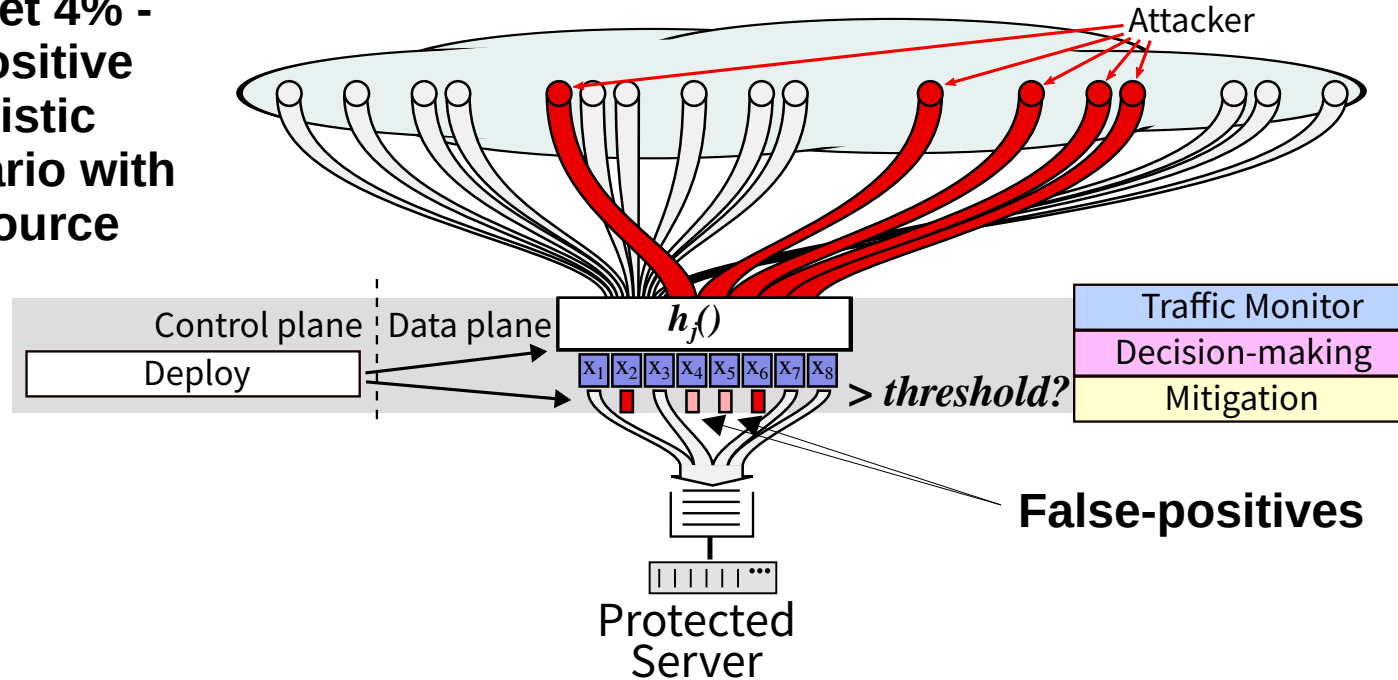 et 4% -
ositive
istic
ario with
ource
Attacker
Control plane
Data plane
Deploy
hj()
x1 x2 x3 x4 x5 x6 x7 x8
> threshold?
Traffic Monitor
Decision-making
Mitigation
False-positives
Protected
Server